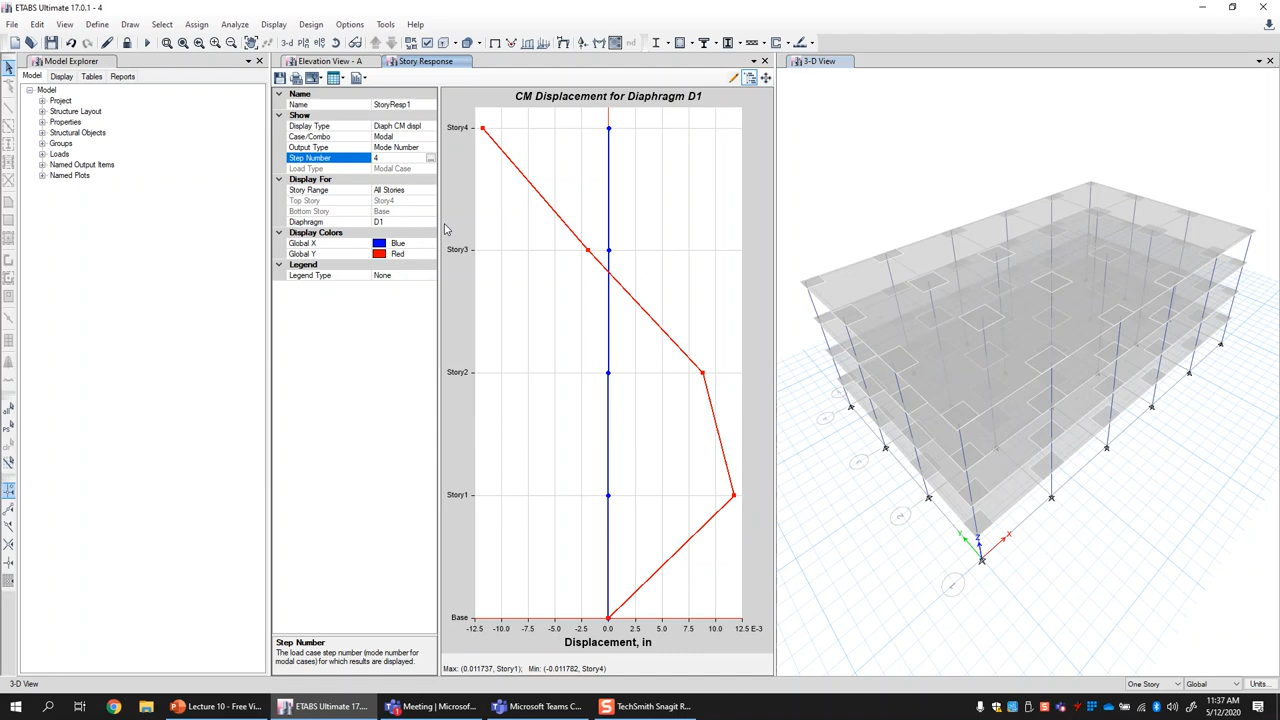 ETABS Ultimate 17.0.1 - 4
File Edit View Define Draw Select Assign Analyze Display Design Options Tools Help
3-d
nd
Model Explorer
Model Display Tables Reports
Model
Project
Structure Layout
Properties
Structural Objects
Groups
Loads
Named Output Items
Named Plots
Elevation View - A
Story Response
Name
Name StoryResp1
Show
Display Type Diaph CM displ
Case/Combo Modal
Output Type Mode Number
Step Number 4
Load Type Modal Case
Display For
Story Range All Stories
Top Story Story4
Bottom Story Base
Diaphragm D1
Display Colors
Global X Blue
Global Y Red
Legend
Legend Type None
Step Number
The load case step number (mode number for
modal cases) for which results are displayed.
CM Displacement for Diaphragm D1
Story4
Story3
Story2
Story1
Base
-12.5 -10.0 -7.5 -5.0 -2.5 0.0 2.5 5.0 7.5 10.0 12.5 E-3
Displacement, in
Max: (0.011737, Story1); Min: (-0.011782, Story4)
3-D View
X
Y
Z
3-D View
One Story Global Units...
Lecture 10 - Free Vi...
ETABS Ultimate 17....
Meeting | Microsof...
Microsoft Teams C...
TechSmith Snagit R...
11:37 AM
5/12/2020